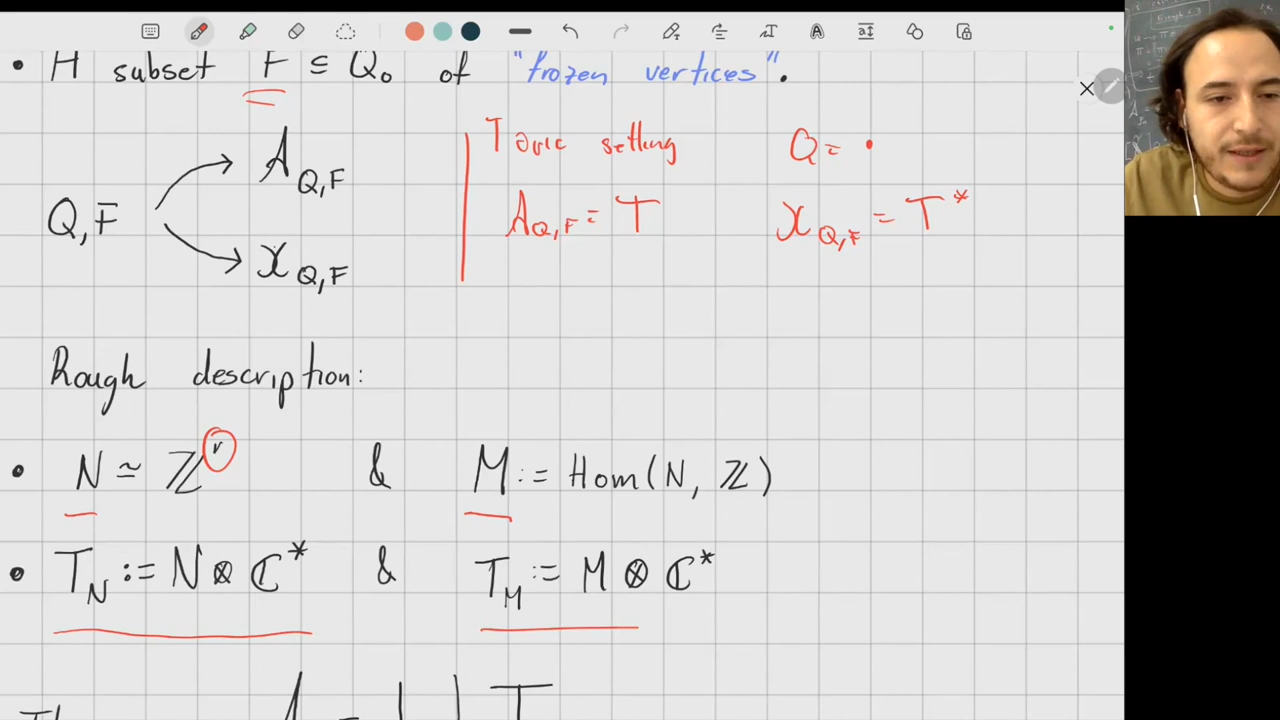 • A subset F ⊆ Q₀ of "frozen vertices".
A_{Q,F}
Q,F
𝒳_{Q,F}
Toric setting Q = •
A_{Q,F} = T 𝒳_{Q,F} = T*
Rough description:
• N ≃ ℤ^r & M := Hom(N, ℤ)
• T_N := N ⊗ ℂ* & T_M := M ⊗ ℂ*